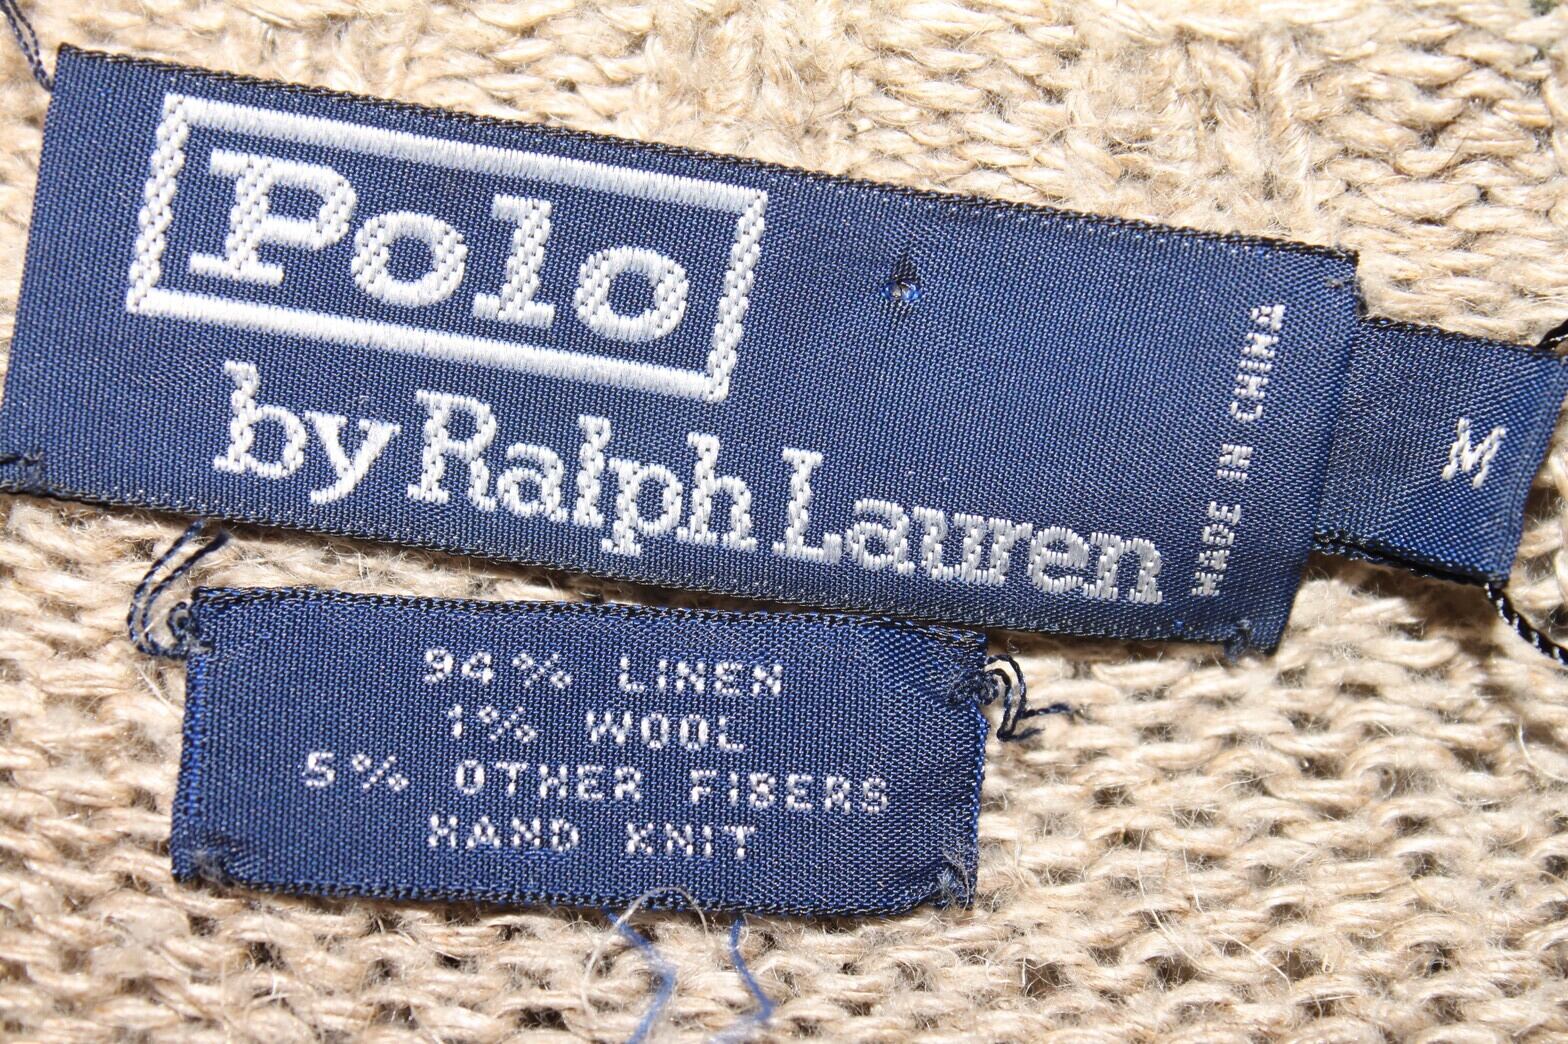 Polo
by Ralph Lauren
MADE IN CHINA
M
94% LINEN
1% WOOL
5% OTHER FIBERS
HAND KNIT